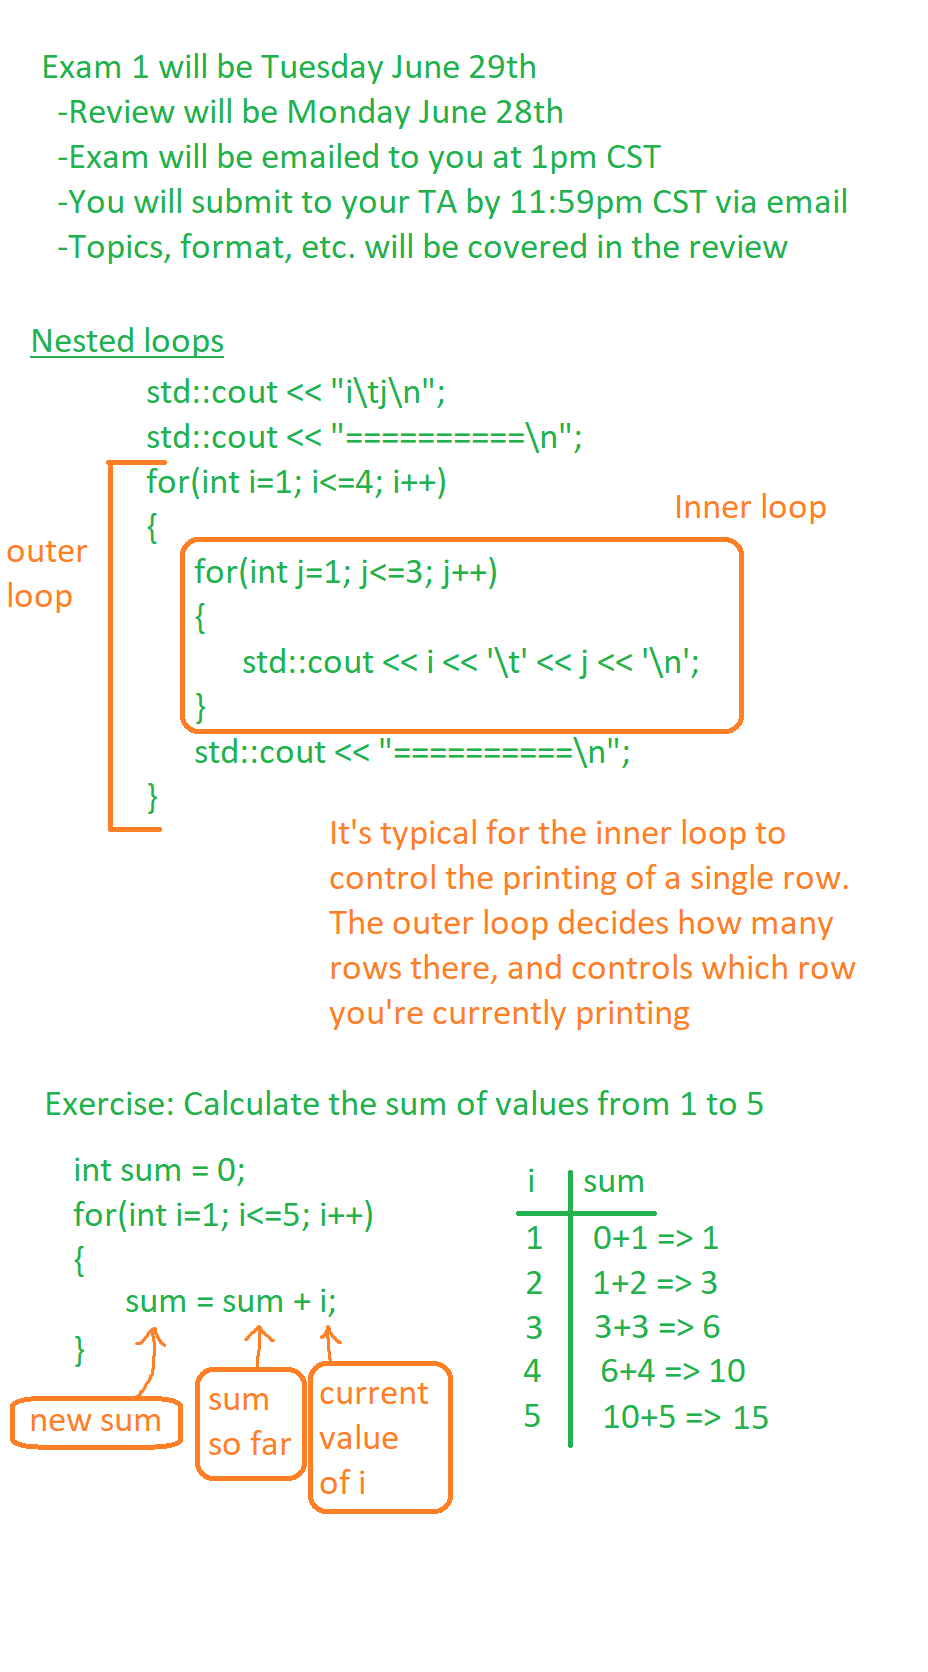 Exam 1 will be Tuesday June 29th
-Review will be Monday June 28th
-Exam will be emailed to you at 1pm CST
-You will submit to your TA by 11:59pm CST via email
-Topics, format, etc. will be covered in the review
Nested loops
std::cout << "i\tj\n";
std::cout << "==========\n";
for(int i=1; i<=4; i++)
{
Inner loop
outer
loop
for(int j=1; j<=3; j++)
{
std::cout << i << '\t' << j << '\n';
}
std::cout << "==========\n";
}
It's typical for the inner loop to
control the printing of a single row.
The outer loop decides how many
rows there, and controls which row
you're currently printing
Exercise: Calculate the sum of values from 1 to 5
int sum = 0;
for(int i=1; i<=5; i++)
{
sum = sum + i;
}
new sum
sum
so far
current
value
of i
i sum
1 0+1 => 1
2 1+2 => 3
3 3+3 => 6
4 6+4 => 10
5 10+5 => 15